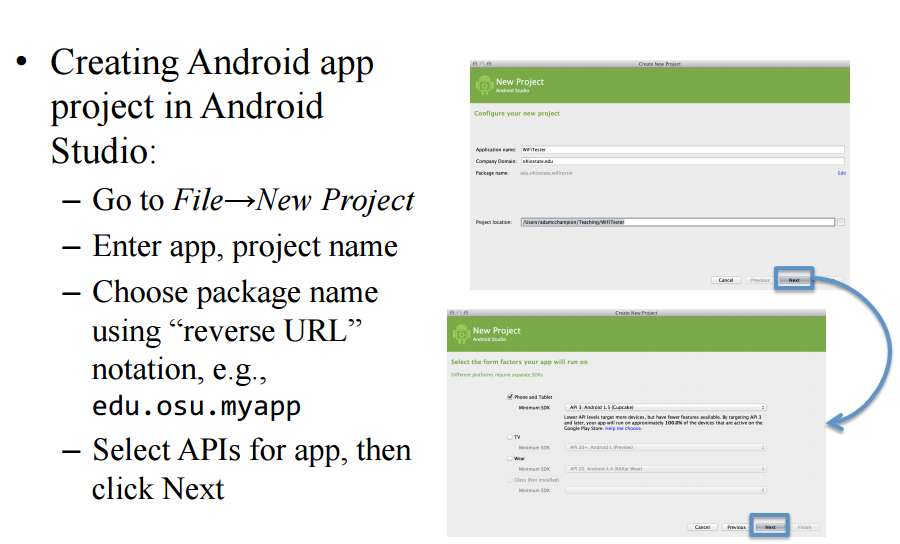 • Creating Android app
project in Android
Studio:
– Go to File→New Project
– Enter app, project name
– Choose package name
using “reverse URL”
notation, e.g.,
edu.osu.myapp
– Select APIs for app, then
click Next
Create New Project
New Project
Android Studio
Configure your new project
Application name: WiFiTester
Company Domain: ohiostate.edu
Package name: edu.ohiostate.wifitester Edit
Project location: /Users/adamcchampion/Teaching/WiFiTester
Cancel Previous Next
Create New Project
New Project
Android Studio
Select the form factors your app will run on
Different platforms require separate SDKs
Phone and Tablet
Minimum SDK API 3: Android 1.5 (Cupcake)
Lower API levels target more devices, but have fewer features available. By targeting API 3
and later, your app will run on approximately 100.0% of the devices that are active on the
Google Play Store. Help me choose.
TV
Minimum SDK API 20+: Android L (Preview)
Wear
Minimum SDK API 20: Android 4.4 (KitKat Wear)
Glass (Not Installed)
Minimum SDK
Cancel Previous Next Finish